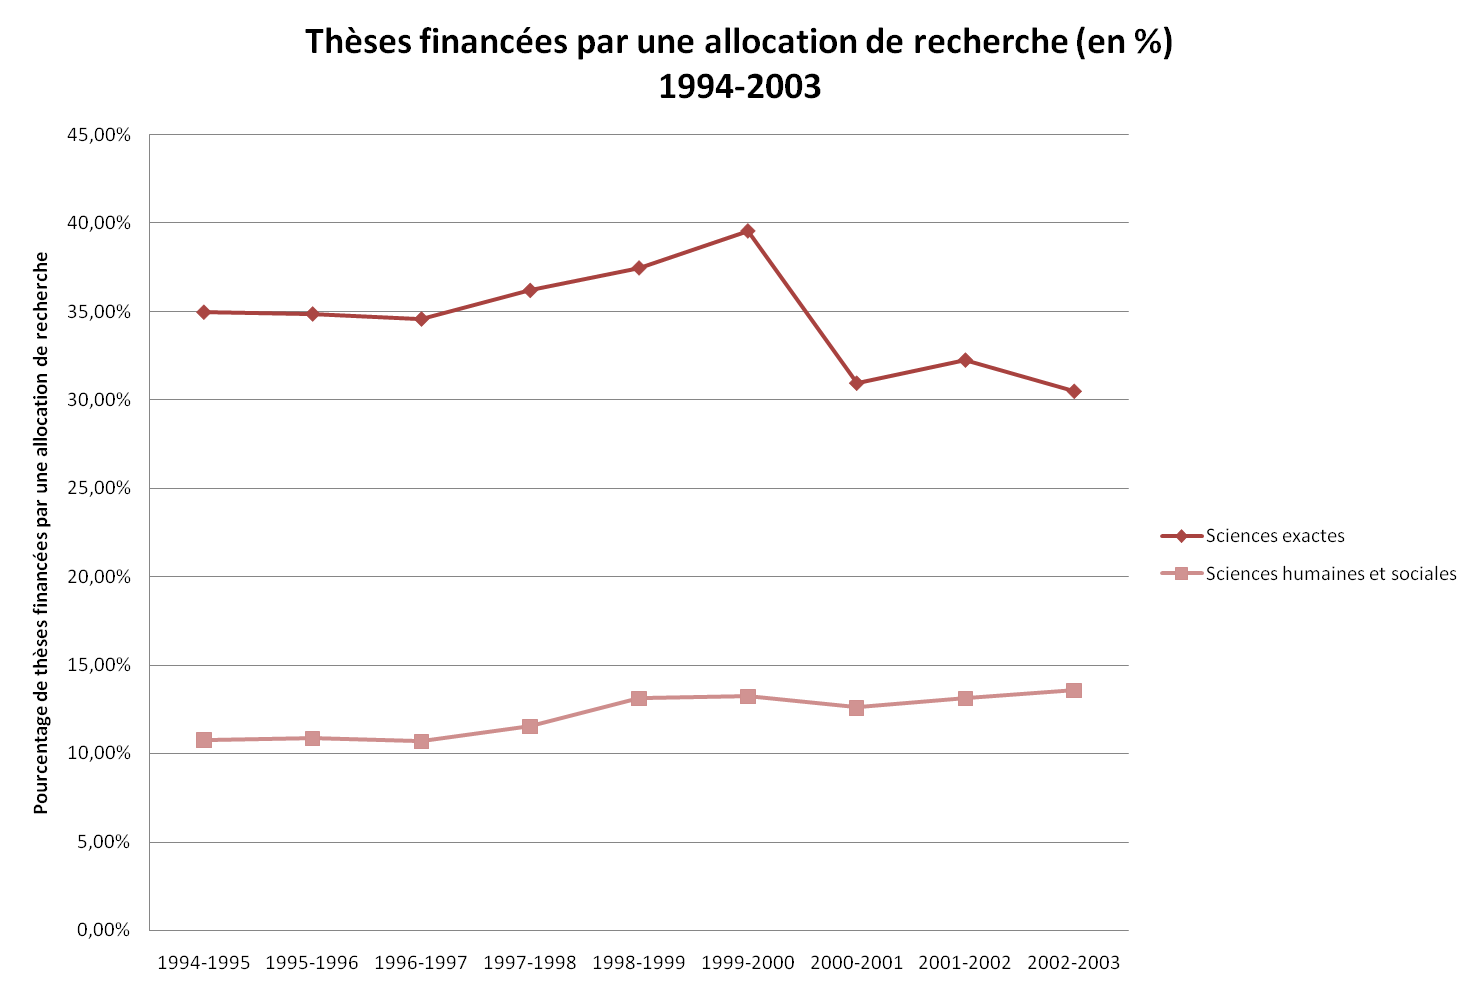 Thèses financées par une allocation de recherche (en %)
1994-2003
Pourcentage de thèses financées par une allocation de recherche
45,00%
40,00%
35,00%
30,00%
25,00%
20,00%
15,00%
10,00%
5,00%
0,00%
1994-1995 1995-1996 1996-1997 1997-1998 1998-1999 1999-2000 2000-2001 2001-2002 2002-2003
Sciences exactes
Sciences humaines et sociales